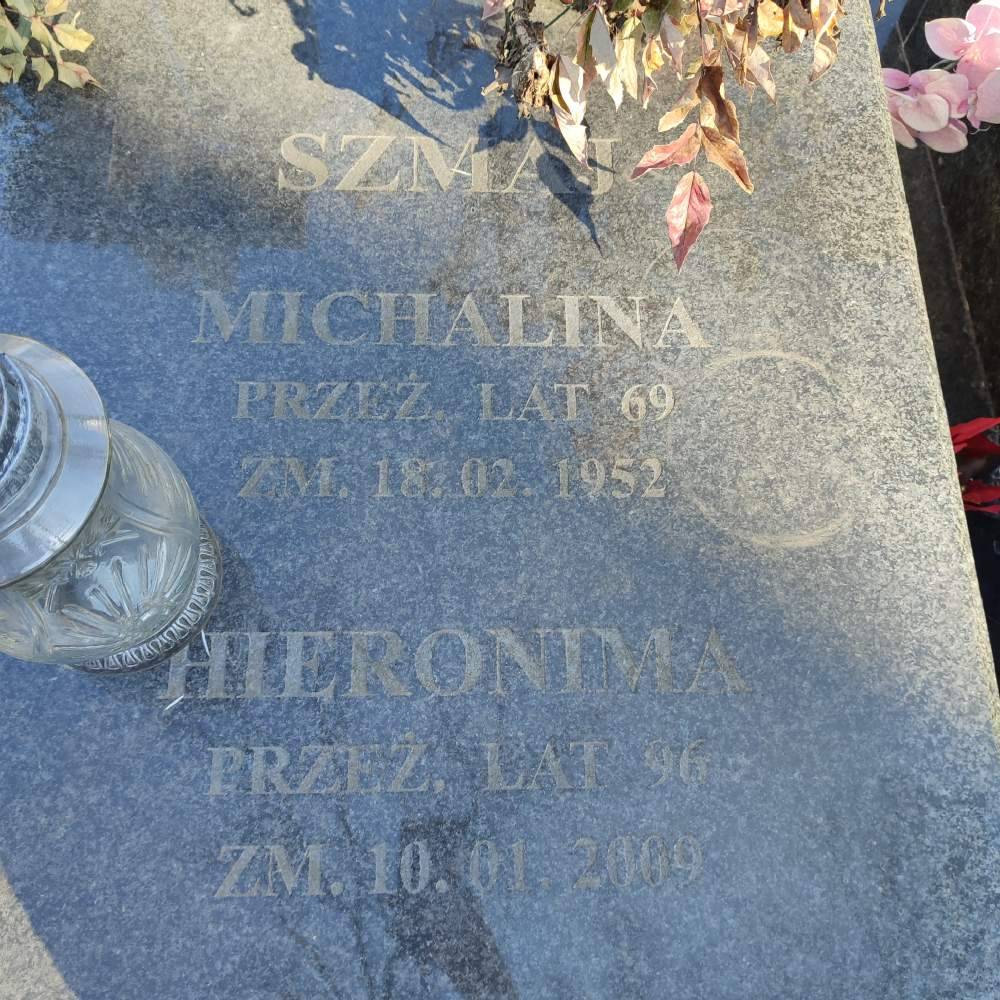 SZMAJ
MICHALINA
PRZEŻ. LAT 69
ZM. 18. 02. 1952
HIERONIMA
PRZEŻ. LAT 96
ZM. 10. 01. 2009